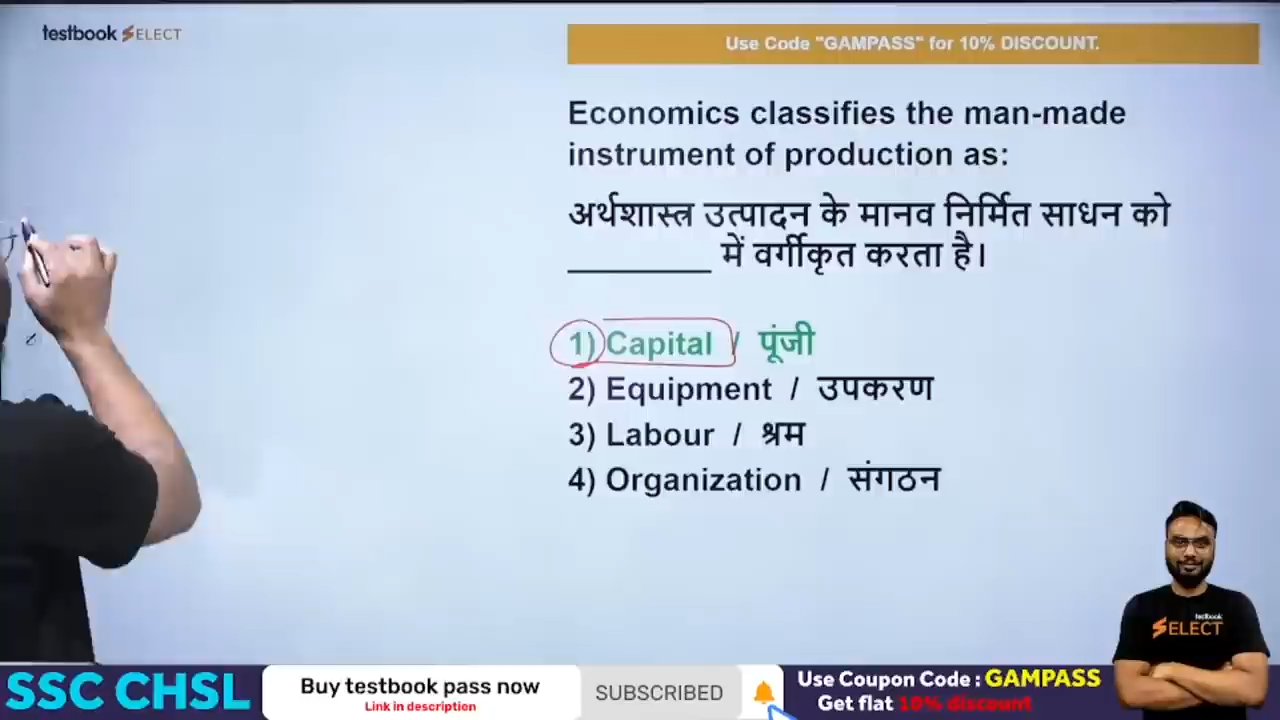 testbook SELECT
Use Code "GAMPASS" for 10% DISCOUNT.
Economics classifies the man-made
instrument of production as:
अर्थशास्त्र उत्पादन के मानव निर्मित साधन को
________ में वर्गीकृत करता है।
1) Capital / पूंजी
2) Equipment / उपकरण
3) Labour / श्रम
4) Organization / संगठन
testbook
SELECT
SSC CHSL
Buy testbook pass now
Link in description
SUBSCRIBED
Use Coupon Code : GAMPASS
Get flat 10% discount